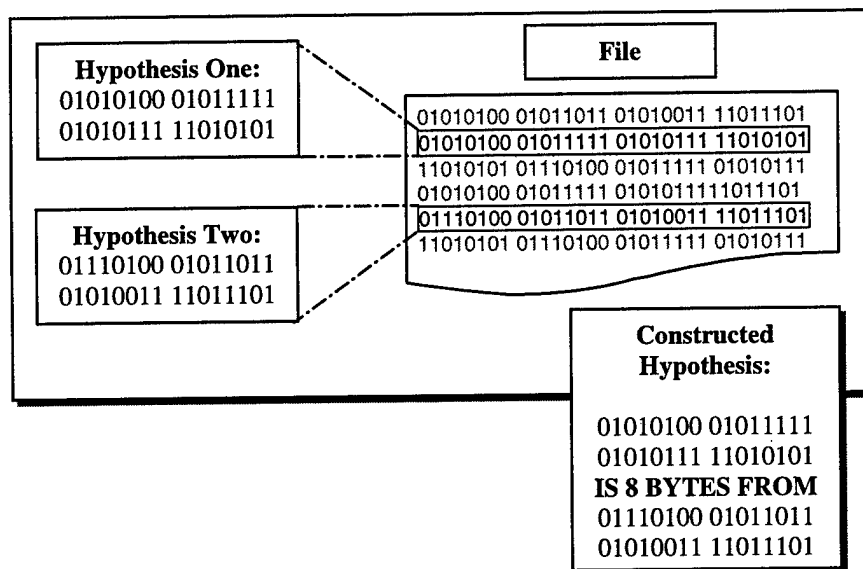 Hypothesis One:
01010100 01011111
01010111 11010101
File
01010100 01011011 01010011 11011101
01010100 01011111 01010111 11010101
11010101 01110100 01011111 01010111
01010100 01011111 0101011111011101
01110100 01011011 01010011 11011101
11010101 01110100 01011111 01010111
Hypothesis Two:
01110100 01011011
01010011 11011101
Constructed
Hypothesis:
01010100 01011111
01010111 11010101
IS 8 BYTES FROM
01110100 01011011
01010011 11011101